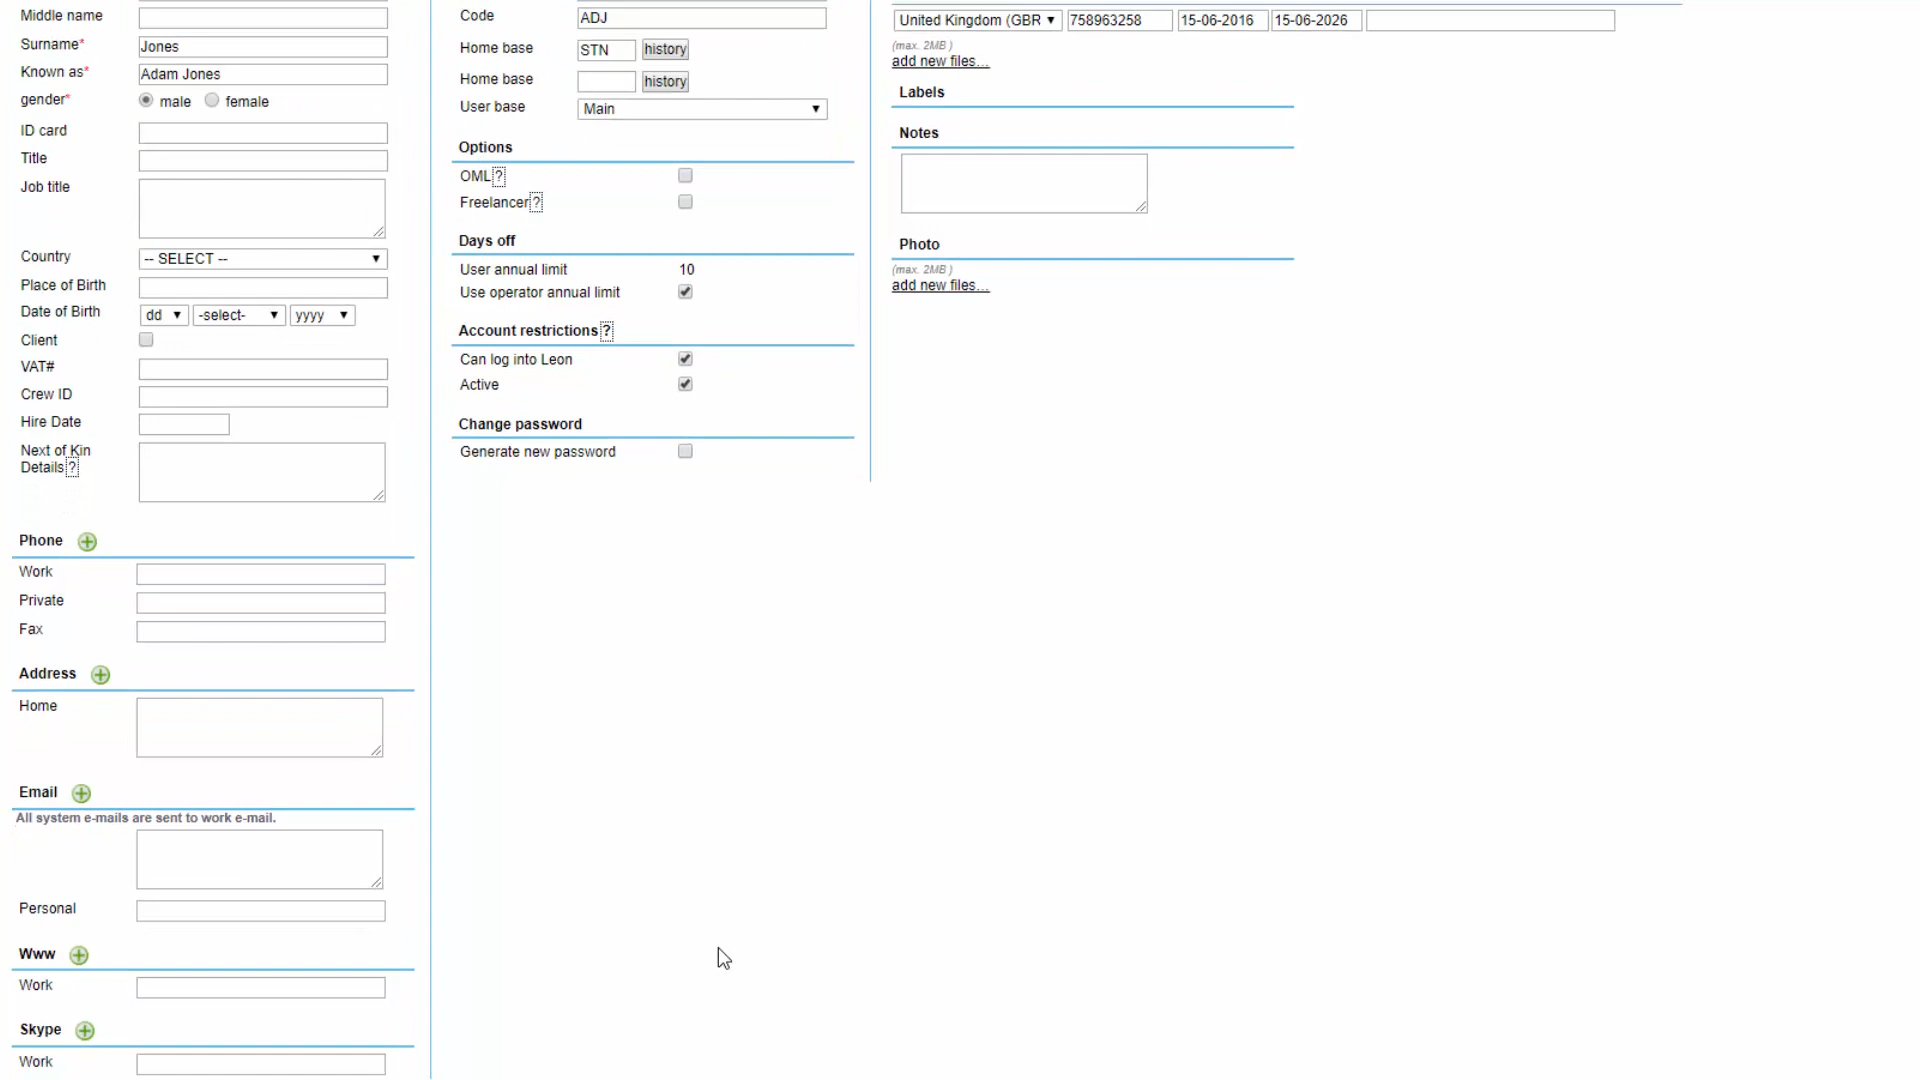 Middle name
Surname* Jones
Known as* Adam Jones
gender* male female
ID card
Title
Job title
Country -- SELECT --
Place of Birth
Date of Birth dd -select- yyyy
Client
VAT#
Crew ID
Hire Date
Next of Kin
Details?
Phone
Work
Private
Fax
Address
Home
Email
All system e-mails are sent to work e-mail.
Personal
Www
Work
Skype
Work
Code ADJ
Home base STN history
Home base history
User base Main
Options
OML?
Freelancer?
Days off
User annual limit 10
Use operator annual limit
Account restrictions?
Can log into Leon
Active
Change password
Generate new password
United Kingdom (GBR 758963258 15-06-2016 15-06-2026
(max. 2MB )
add new files...
Labels
Notes
Photo
(max. 2MB )
add new files...